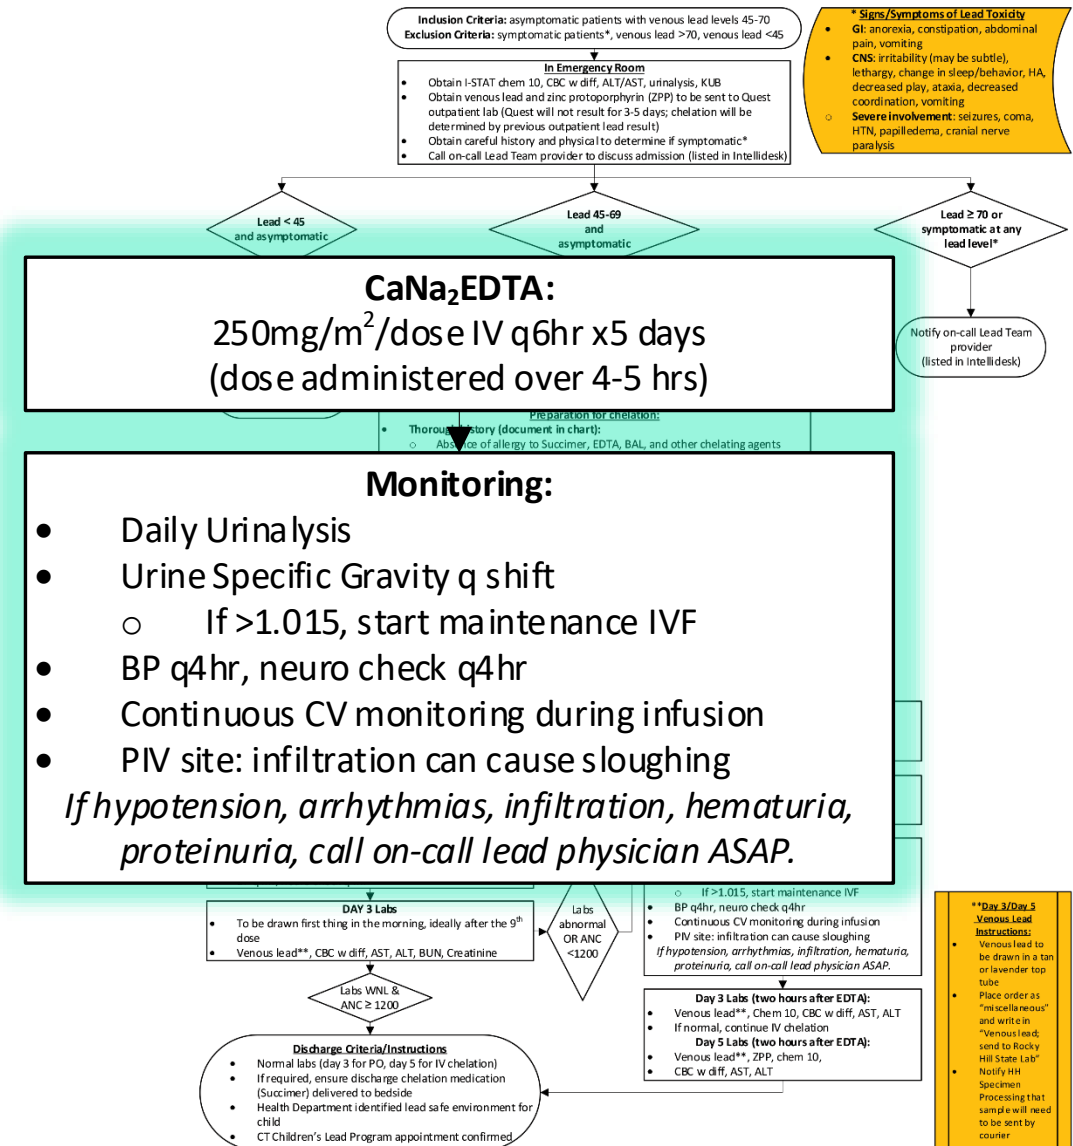 Inclusion Criteria: asymptomatic patients with venous lead levels 45-70
Exclusion Criteria: symptomatic patients*, venous lead >70, venous lead <45
* Signs/Symptoms of Lead Toxicity
• GI: anorexia, constipation, abdominal
pain, vomiting
• CNS: irritability (may be subtle),
lethargy, change in sleep/behavior, HA,
decreased play, ataxia, decreased
coordination, vomiting
○ Severe involvement: seizures, coma,
HTN, papilledema, cranial nerve
paralysis
In Emergency Room
• Obtain I-STAT chem 10, CBC w diff, ALT/AST, urinalysis, KUB
• Obtain venous lead and zinc protoporphyrin (ZPP) to be sent to Quest
outpatient lab (Quest will not result for 3-5 days; chelation will be
determined by previous outpatient lead result)
• Obtain careful history and physical to determine if symptomatic*
• Call on-call Lead Team provider to discuss admission (listed in Intellidesk)
Lead < 45
and asymptomatic
Lead 45-69
and
asymptomatic
Lead ≥ 70 or
symptomatic at any
lead level*
Notify on-call Lead Team
provider
(listed in Intellidesk)
CaNa₂EDTA:
250mg/m²/dose IV q6hr x5 days
(dose administered over 4-5 hrs)
Preparation for chelation:
• Thorough history (document in chart):
○ Absence of allergy to Succimer, EDTA, BAL, and other chelating agents
Monitoring:
• Daily Urinalysis
• Urine Specific Gravity q shift
○ If >1.015, start maintenance IVF
• BP q4hr, neuro check q4hr
• Continuous CV monitoring during infusion
• PIV site: infiltration can cause sloughing
If hypotension, arrhythmias, infiltration, hematuria,
proteinuria, call on-call lead physician ASAP.
DAY 3 Labs
• To be drawn first thing in the morning, ideally after the 9th
dose
• Venous lead**, CBC w diff, AST, ALT, BUN, Creatinine
Labs
abnormal
OR ANC
<1200
○ If >1.015, start maintenance IVF
• BP q4hr, neuro check q4hr
• Continuous CV monitoring during infusion
• PIV site: infiltration can cause sloughing
If hypotension, arrhythmias, infiltration, hematuria,
proteinuria, call on-call lead physician ASAP.
Labs WNL &
ANC ≥ 1200
Day 3 Labs (two hours after EDTA):
• Venous lead**, Chem 10, CBC w diff, AST, ALT
• If normal, continue IV chelation
Day 5 Labs (two hours after EDTA):
• Venous lead**, ZPP, chem 10,
• CBC w diff, AST, ALT
Discharge Criteria/Instructions
• Normal labs (day 3 for PO, day 5 for IV chelation)
• If required, ensure discharge chelation medication
(Succimer) delivered to bedside
• Health Department identified lead safe environment for
child
• CT Children's Lead Program appointment confirmed
**Day 3/Day 5
Venous Lead
Instructions:
• Venous lead to
be drawn in a tan
or lavender top
tube
• Place order as
"miscellaneous"
and write in
"Venous lead;
send to Rocky
Hill State Lab"
• Notify HH
Specimen
Processing that
sample will need
to be sent by
courier